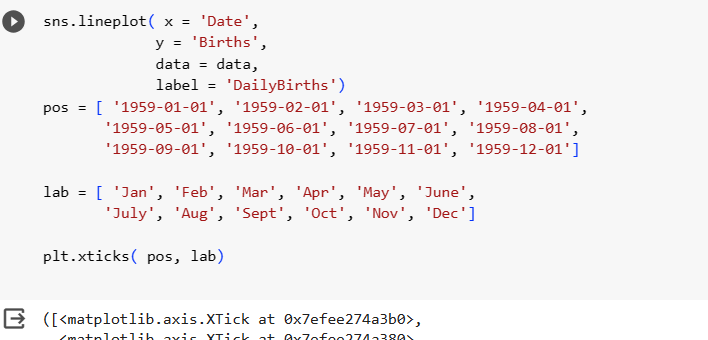 sns.lineplot( x = 'Date',
y = 'Births',
data = data,
label = 'DailyBirths')
pos = [ '1959-01-01', '1959-02-01', '1959-03-01', '1959-04-01',
'1959-05-01', '1959-06-01', '1959-07-01', '1959-08-01',
'1959-09-01', '1959-10-01', '1959-11-01', '1959-12-01']
lab = [ 'Jan', 'Feb', 'Mar', 'Apr', 'May', 'June',
'July', 'Aug', 'Sept', 'Oct', 'Nov', 'Dec']
plt.xticks( pos, lab)
([<matplotlib.axis.XTick at 0x7efee274a3b0>,
<matplotlib.axis.XTick at 0x7efee274a380>,